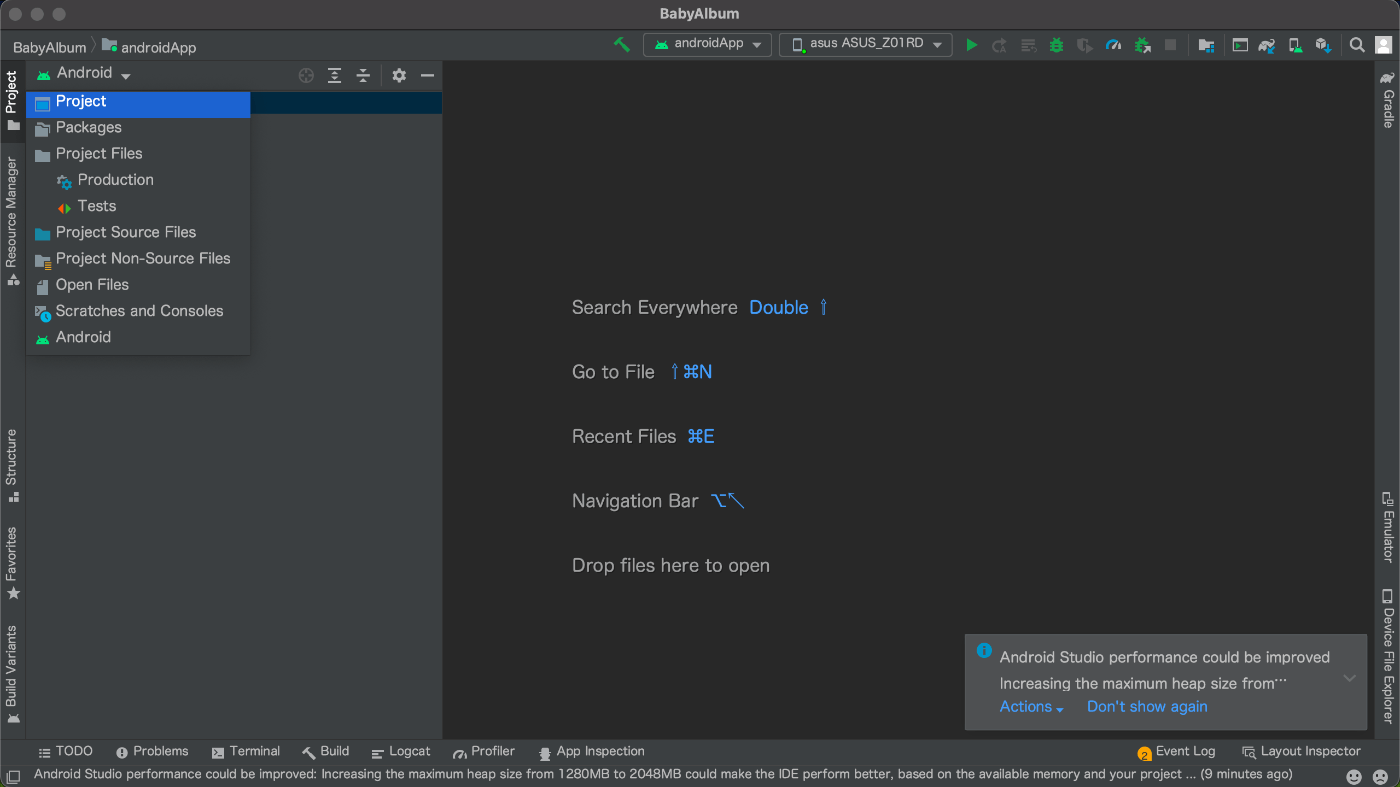 BabyAlbum
BabyAlbum androidApp
androidApp
asus ASUS_Z01RD
Project
Resource Manager
Structure
Favorites
Build Variants
Android
Project
Packages
Project Files
Production
Tests
Project Source Files
Project Non-Source Files
Open Files
Scratches and Consoles
Android
Search Everywhere Double ⇧
Go to File ⇧⌘N
Recent Files ⌘E
Navigation Bar ⌥↖
Drop files here to open
Gradle
Emulator
Device File Explorer
Android Studio performance could be improved
Increasing the maximum heap size from…
Actions Don't show again
TODO Problems Terminal Build Logcat Profiler App Inspection 2 Event Log Layout Inspector
Android Studio performance could be improved: Increasing the maximum heap size from 1280MB to 2048MB could make the IDE perform better, based on the available memory and your project ... (9 minutes ago)